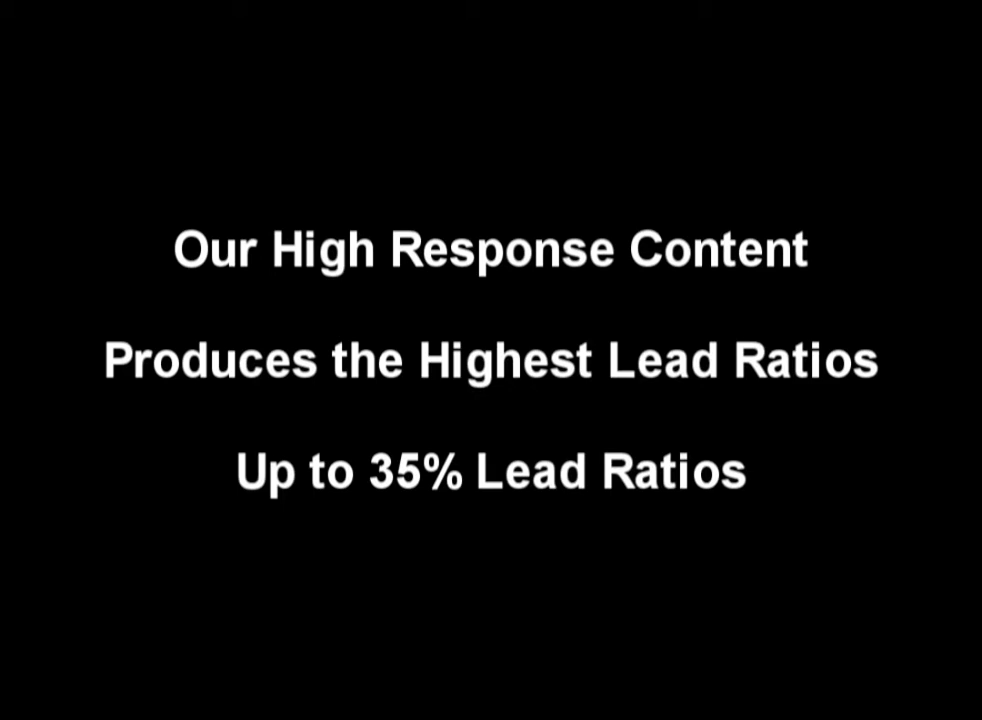 Our High Response Content
Produces the Highest Lead Ratios
Up to 35% Lead Ratios